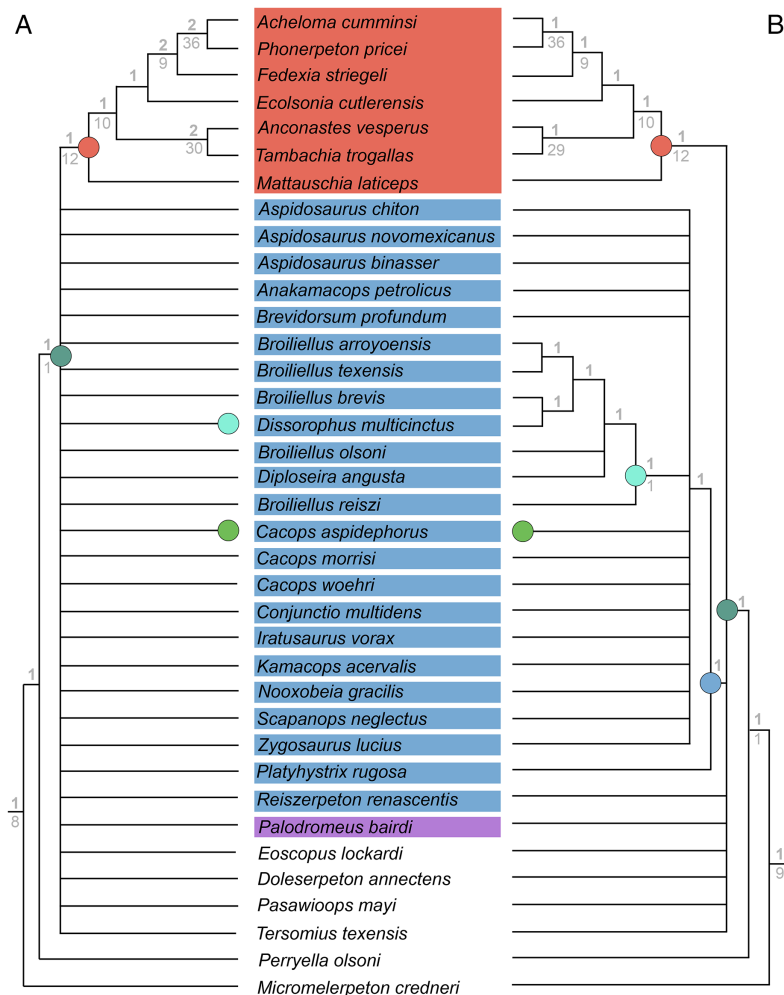 A B
Acheloma cumminsi
2 1
36 36
Phonerpeton pricei
2 1
9 9
Fedexia striegeli
1 1
Ecolsonia cutlerensis
1 1
10 10
Anconastes vesperus
2 1
30 29
1 1
12 12
Tambachia trogallas
Mattauschia laticeps
Aspidosaurus chiton
Aspidosaurus novomexicanus
Aspidosaurus binasser
Anakamacops petrolicus
Brevidorsum profundum
Broiliellus arroyoensis
1 1
1 1
Broiliellus texensis
Broiliellus brevis
1 1
Dissorophus multicinctus
Broiliellus olsoni
1
1
Diploseira angusta
1
Broiliellus reiszi
Cacops aspidephorus
Cacops morrisi
Cacops woehri
Conjunctio multidens
1
Iratusaurus vorax
Kamacops acervalis
1 1
Nooxobeia gracilis
Scapanops neglectus
1
1
Zygosaurus lucius
Platyhystrix rugosa
Reiszerpeton renascentis
1
8
Palodromeus bairdi
Eoscopus lockardi
1
9
Doleserpeton annectens
Pasawioops mayi
Tersomius texensis
Perryella olsoni
Micromelerpeton credneri